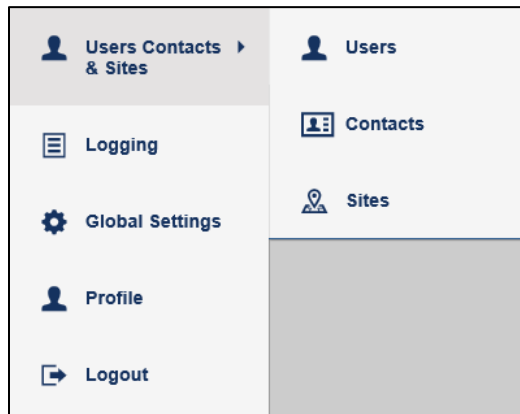 Users Contacts
& Sites
Logging
Global Settings
Profile
Logout
Users
Contacts
Sites